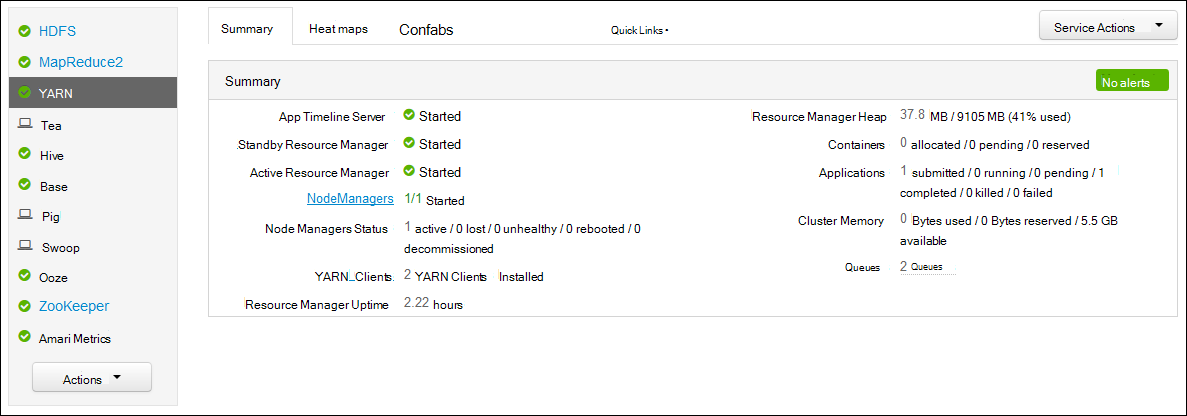 HDFS
MapReduce2
YARN
Tea
Hive
Base
Pig
Swoop
Ooze
ZooKeeper
Amari Metrics
Actions
Summary Heat maps Confabs Quick Links • Service Actions
Summary No alerts
App Timeline Server Started
Standby Resource Manager Started
Active Resource Manager Started
NodeManagers 1/1 Started
Node Managers Status 1 active / 0 lost / 0 unhealthy / 0 rebooted / 0
decommissioned
YARN_Clients. 2 YARN Clients Installed
Resource Manager Uptime 2.22 hours
Resource Manager Heap 37.8 MB / 9105 MB (41% used)
Containers 0 allocated / 0 pending / 0 reserved
Applications 1 submitted / 0 running / 0 pending / 1
completed / 0 killed / 0 failed
Cluster Memory 0 Bytes used / 0 Bytes reserved / 5.5 GB
available
Queues 2 Queues